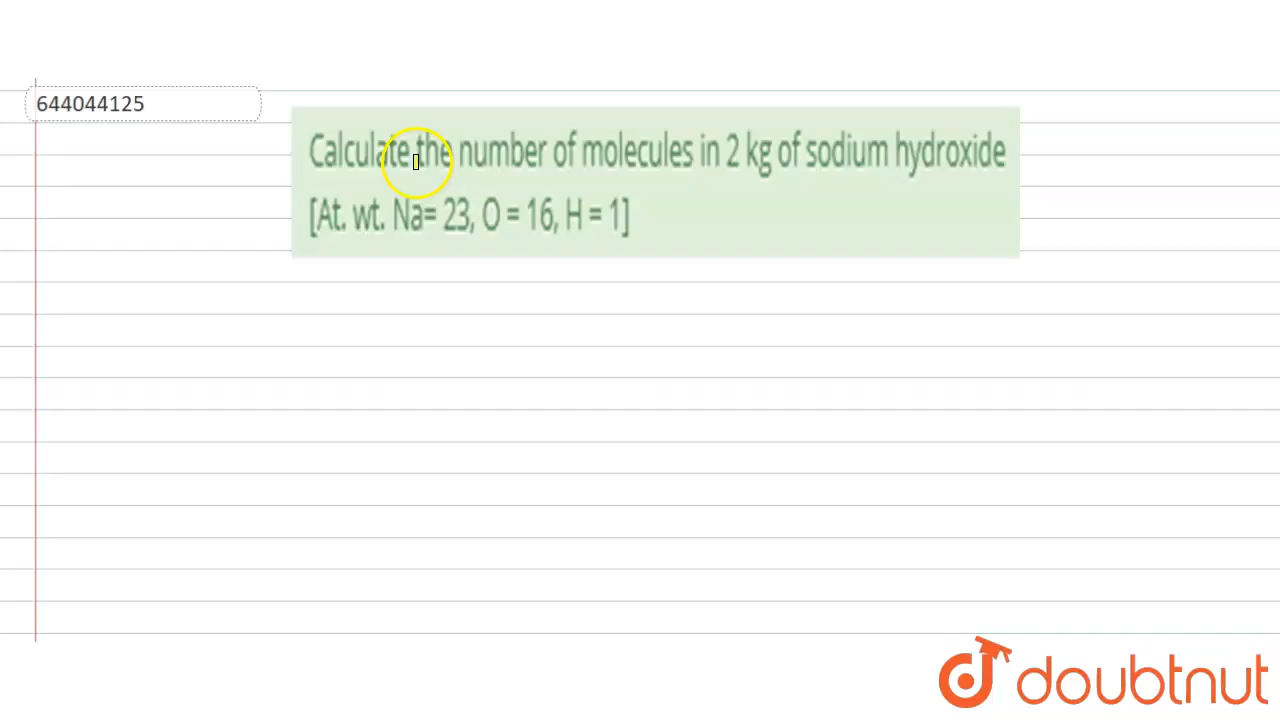 644044125
Calculate the number of molecules in 2 kg of sodium hydroxide
[At. wt. Na= 23, O = 16, H = 1]
doubtnut